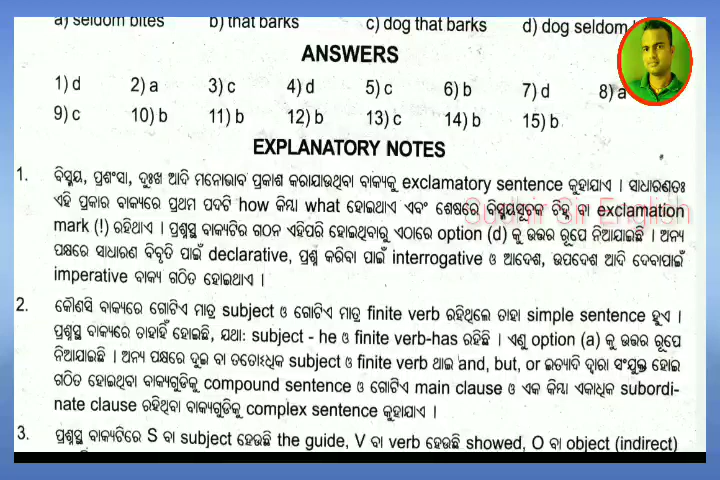 a) seldom bites b) that barks c) dog that barks d) dog seldom
ANSWERS
1) d 2) a 3) c 4) d 5) c 6) b 7) d 8) a
9) c 10) b 11) b 12) b 13) c 14) b 15) b
EXPLANATORY NOTES
1. ବିସ୍ମୟ, ପ୍ରଶଂସା, ଦୁଃଖ ଆଦି ମନୋଭାବ ପ୍ରକାଶ କରାଯାଉଥିବା ବାକ୍ୟକୁ exclamatory sentence କୁହାଯାଏ । ସାଧାରଣତଃ
ଏହି ପ୍ରକାର ବାକ୍ୟରେ ପ୍ରଥମ ପଦଟି how କିମ୍ବା what ହୋଇଥାଏ ଏବଂ ଶେଷରେ ବିସ୍ମୟସୂଚକ ଚିହ୍ନ ବା exclamation
Sudhir Sir English
mark (!) ରହିଥାଏ । ପ୍ରଶ୍ନସ୍ଥ ବାକ୍ୟଟିର ଗଠନ ଏହିପରି ହୋଇଥିବାରୁ ଏଠାରେ option (d) କୁ ଉତ୍ତର ରୂପେ ନିଆଯାଇଛି । ଅନ୍ୟ
ପକ୍ଷରେ ସାଧାରଣ ବିବୃତି ପାଇଁ declarative, ପ୍ରଶ୍ନ କରିବା ପାଇଁ interrogative ଓ ଆଦେଶ, ଉପଦେଶ ଆଦି ଦେବାପାଇଁ
imperative ବାକ୍ୟ ଗଠିତ ହୋଇଥାଏ ।
2. କୌଣସି ବାକ୍ୟରେ ଗୋଟିଏ ମାତ୍ର subject ଓ ଗୋଟିଏ ମାତ୍ର finite verb ରହିଥିଲେ ତାହା simple sentence ହୁଏ ।
ପ୍ରଶ୍ନସ୍ଥ ବାକ୍ୟରେ ତାହାହିଁ ହୋଇଛି, ଯଥା: subject - he ଓ finite verb-has ରହିଛି । ଏଣୁ option (a) କୁ ଉତ୍ତର ରୂପେ
ନିଆଯାଇଛି । ଅନ୍ୟ ପକ୍ଷରେ ଦୁଇ ବା ତତୋଽଧିକ subject ଓ finite verb ଥାଇ and, but, or ଇତ୍ୟାଦି ଦ୍ୱାରା ସଂଯୁକ୍ତ ହୋଇ
ଗଠିତ ହୋଇଥିବା ବାକ୍ୟଗୁଡିକୁ compound sentence ଓ ଗୋଟିଏ main clause ଓ ଏକ କିମ୍ବା ଏକାଧିକ subordi-
nate clause ରହିଥିବା ବାକ୍ୟଗୁଡିକୁ complex sentence କୁହାଯାଏ ।
3. ପ୍ରଶ୍ନସ୍ଥ ବାକ୍ୟଟିରେ S ବା subject ହେଉଛି the guide, V ବା verb ହେଉଛି showed, O ବା object (indirect)